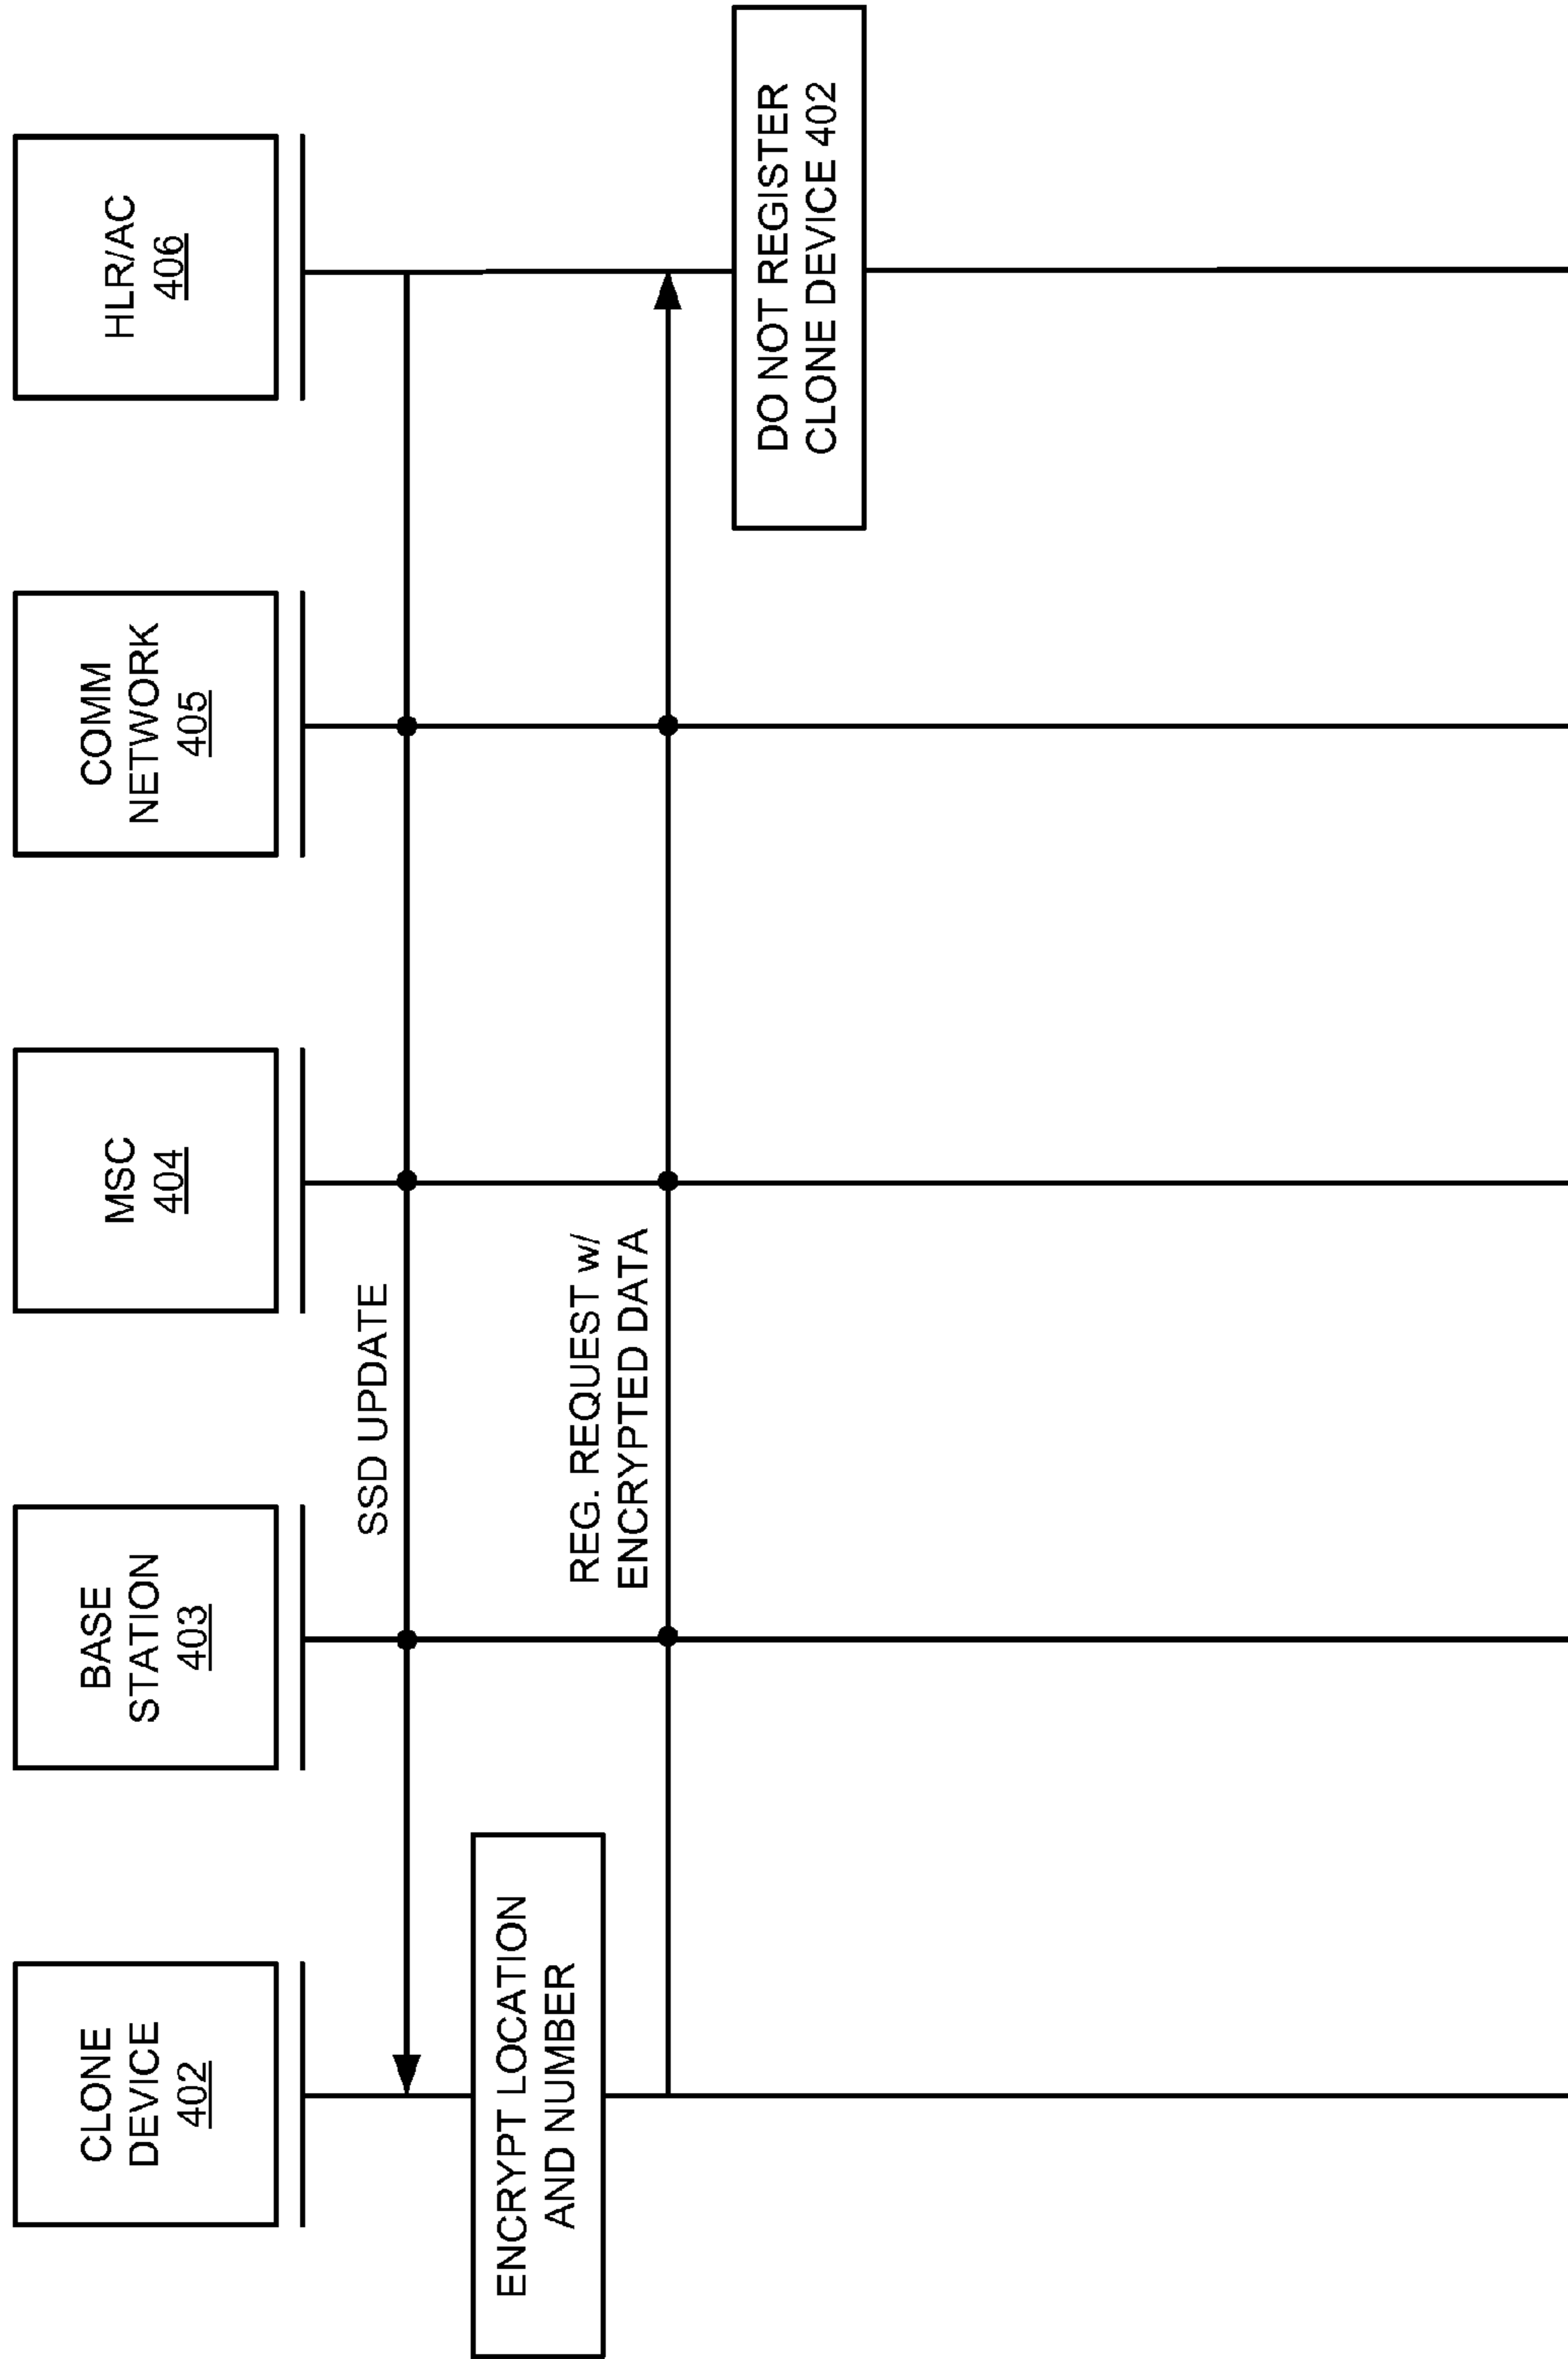 CLONE
DEVICE
402
BASE
STATION
403
MSC
404
COMM
NETWORK
405
HLR/AC
406
SSD UPDATE
ENCRYPT LOCATION
AND NUMBER
REG. REQUEST w/
ENCRYPTED DATA
DO NOT REGISTER
CLONE DEVICE 402